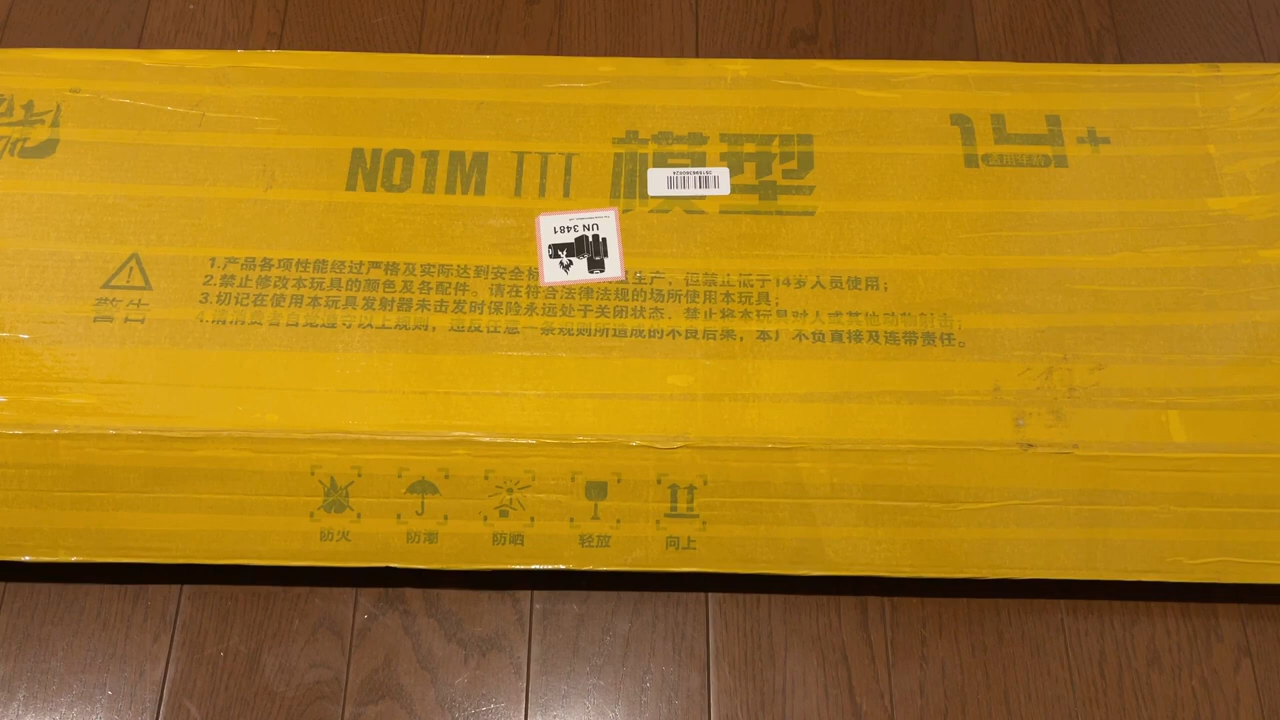 NO1M TTT 模型
14+
适用年龄
UN 3481
警告
1.产品各项性能经过严格及实际达到安全标 生产，但禁止低于14岁人员使用；
2.禁止修改本玩具的颜色及各配件。请在符合法律法规的场所使用本玩具；
3.切记在使用本玩具发射器未击发时保险永远处于关闭状态，禁止将本玩具对人或其他动物射击；
4.请消费者自觉遵守以上规则，违反任意一条规则所造成的不良后果，本厂不负直接及连带责任。
防火 防潮 防晒 轻放 向上